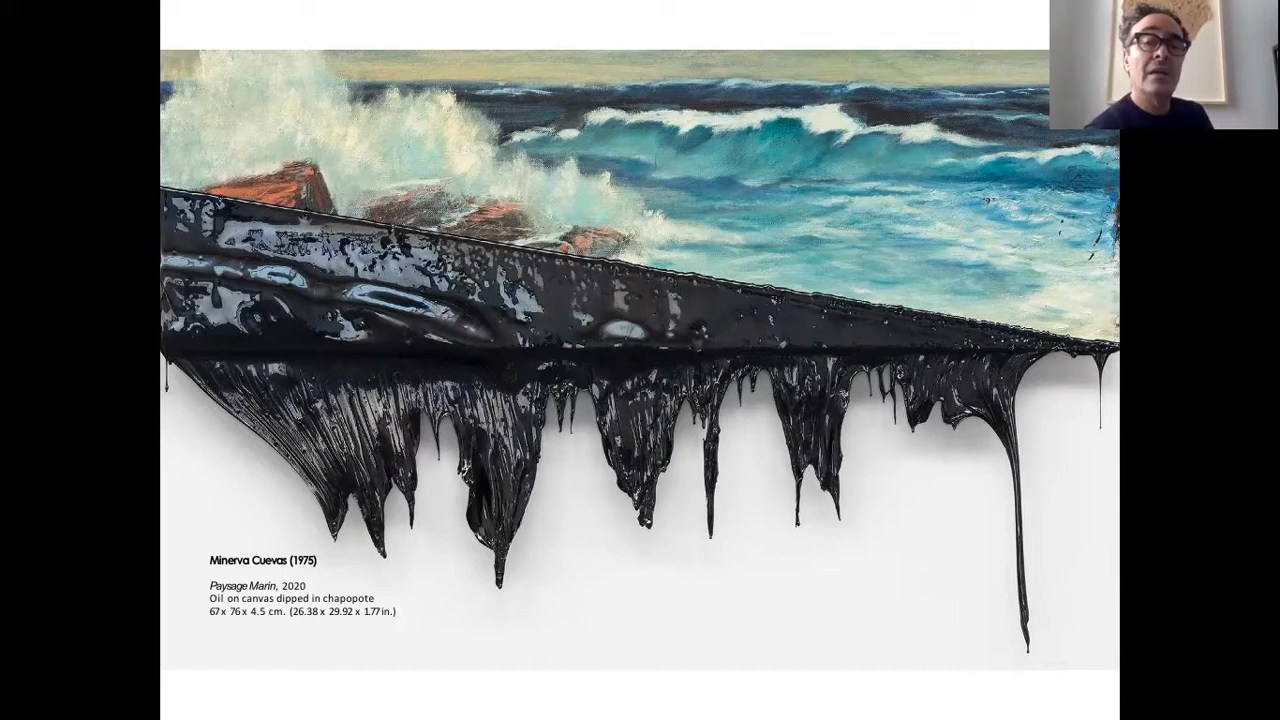 Minerva Cuevas (1975)
Paysage Marin, 2020
Oil on canvas dipped in chapopote
67 x 76 x 4.5 cm. (26.38 x 29.92 x 1.77 in.)